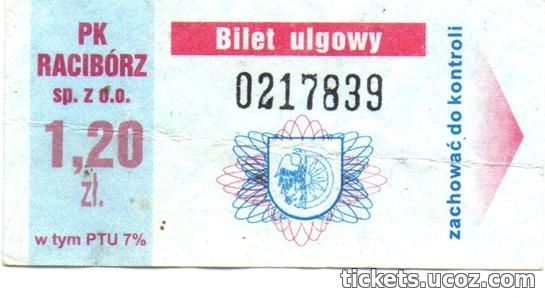 PK
RACIBÓRZ
sp. z o.o.
1,20
zł.
w tym PTU 7%
Bilet ulgowy
0217839
zachować do kontroli
tickets.ucoz.com